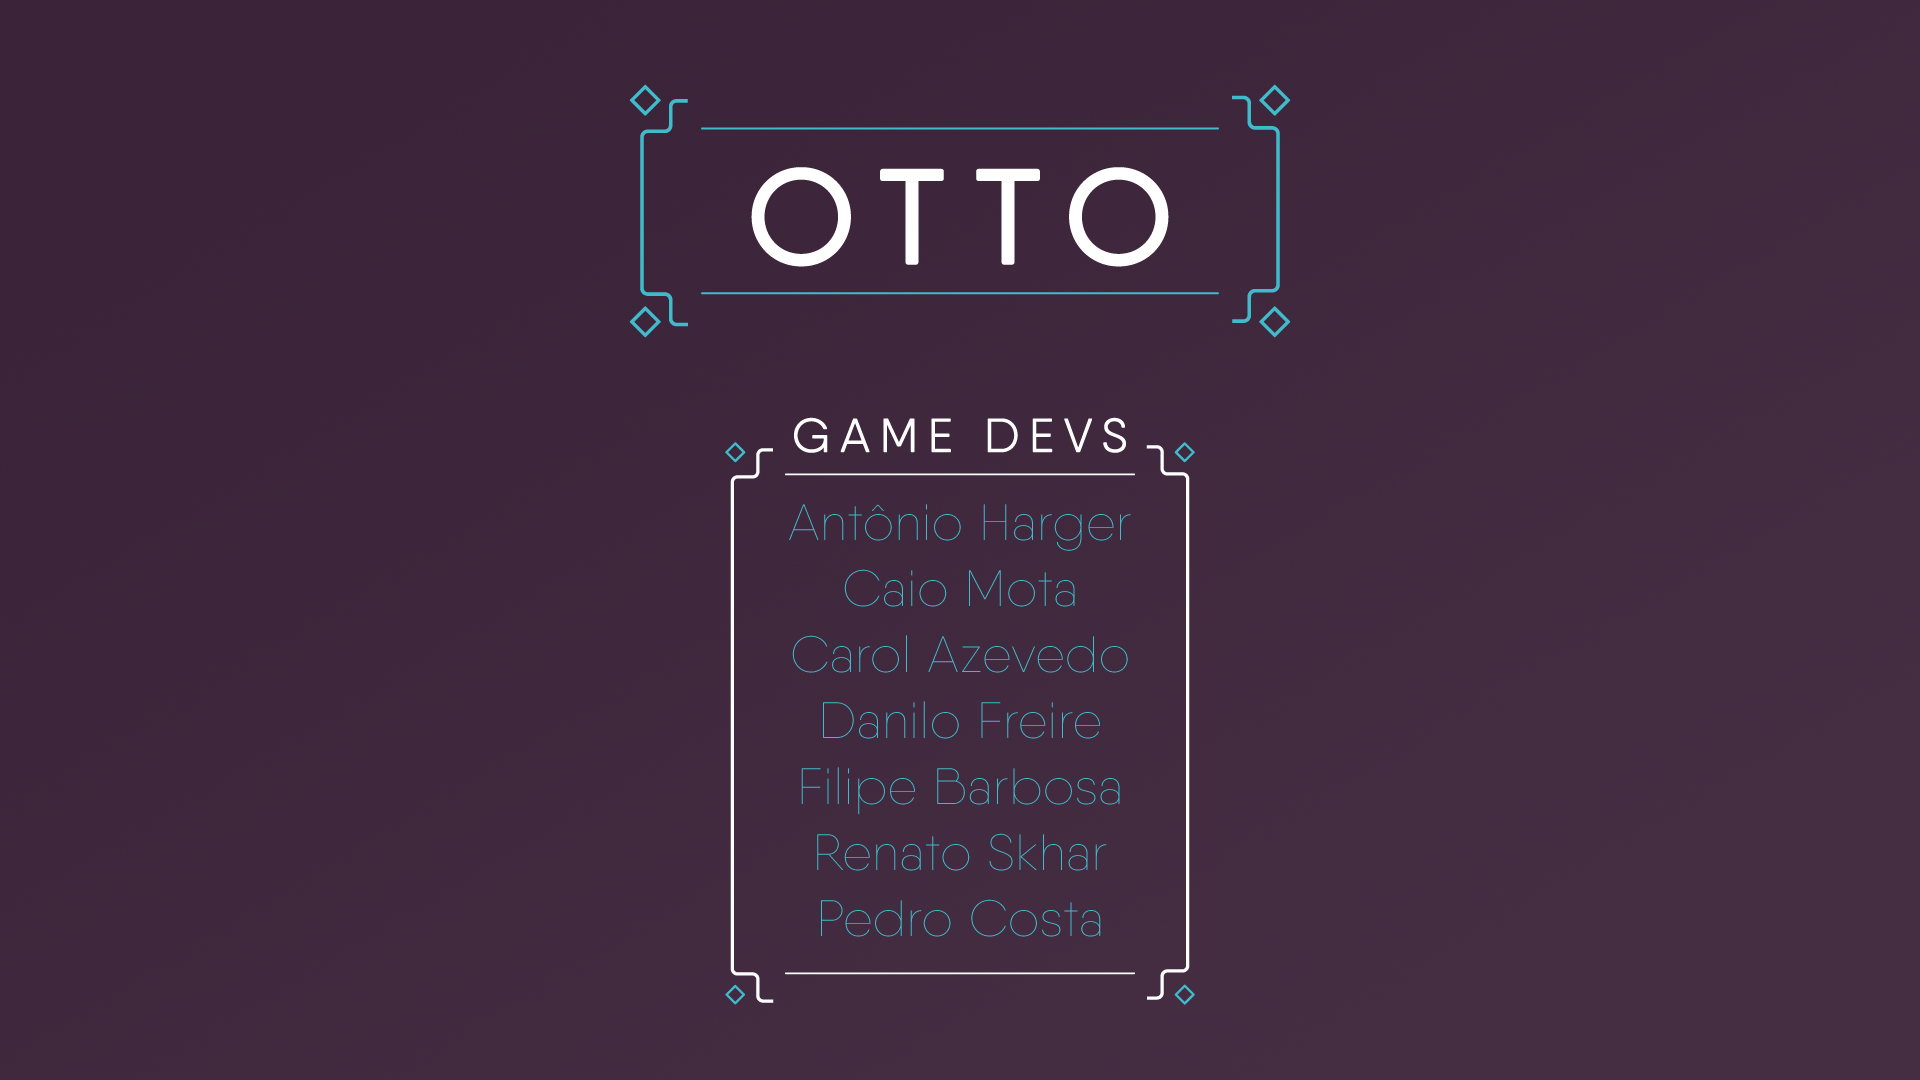 OTTO
GAME DEVS
Antônio Harger
Caio Mota
Carol Azevedo
Danilo Freire
Filipe Barbosa
Renato Skhar
Pedro Costa